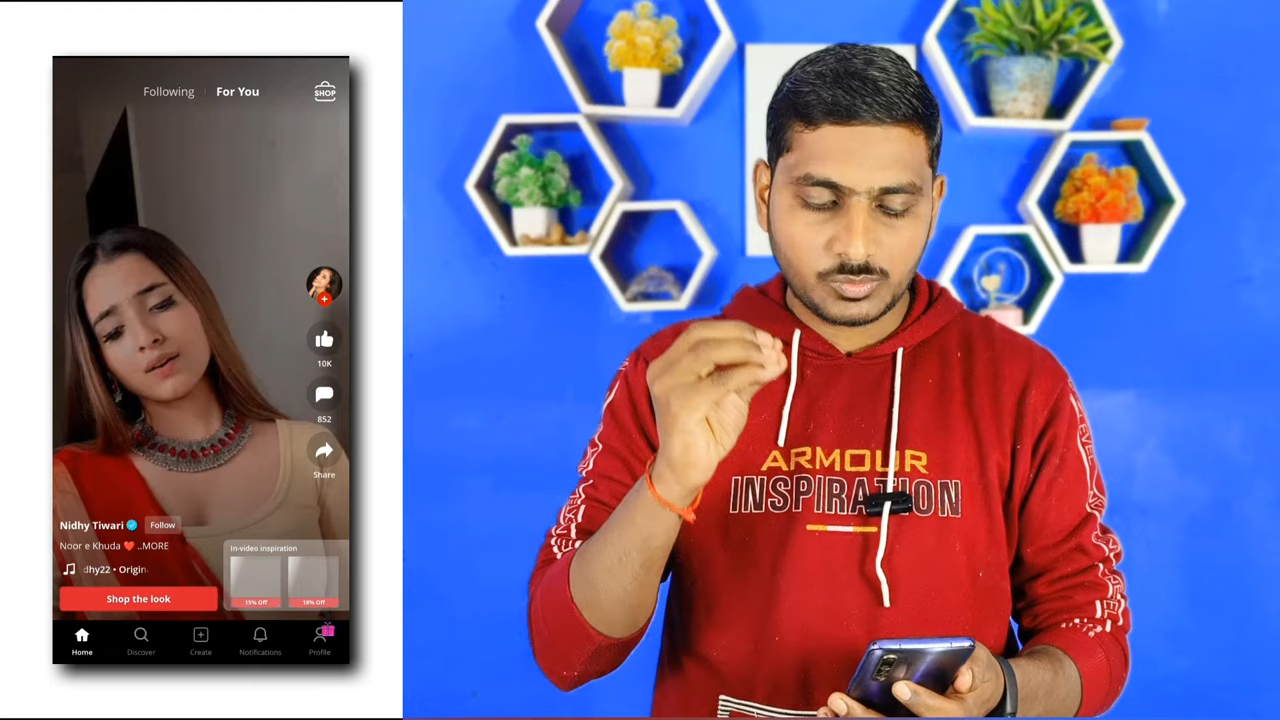 Following
For You
SHOP
10K
852
Share
Nidhy Tiwari
Follow
Noor e Khuda ❤️ ..MORE
dhy22 • Origin
In-video inspiration
15% Off
18% Off
Shop the look
Home
Discover
Create
Notifications
Profile
ARMOUR
INSPIRATION